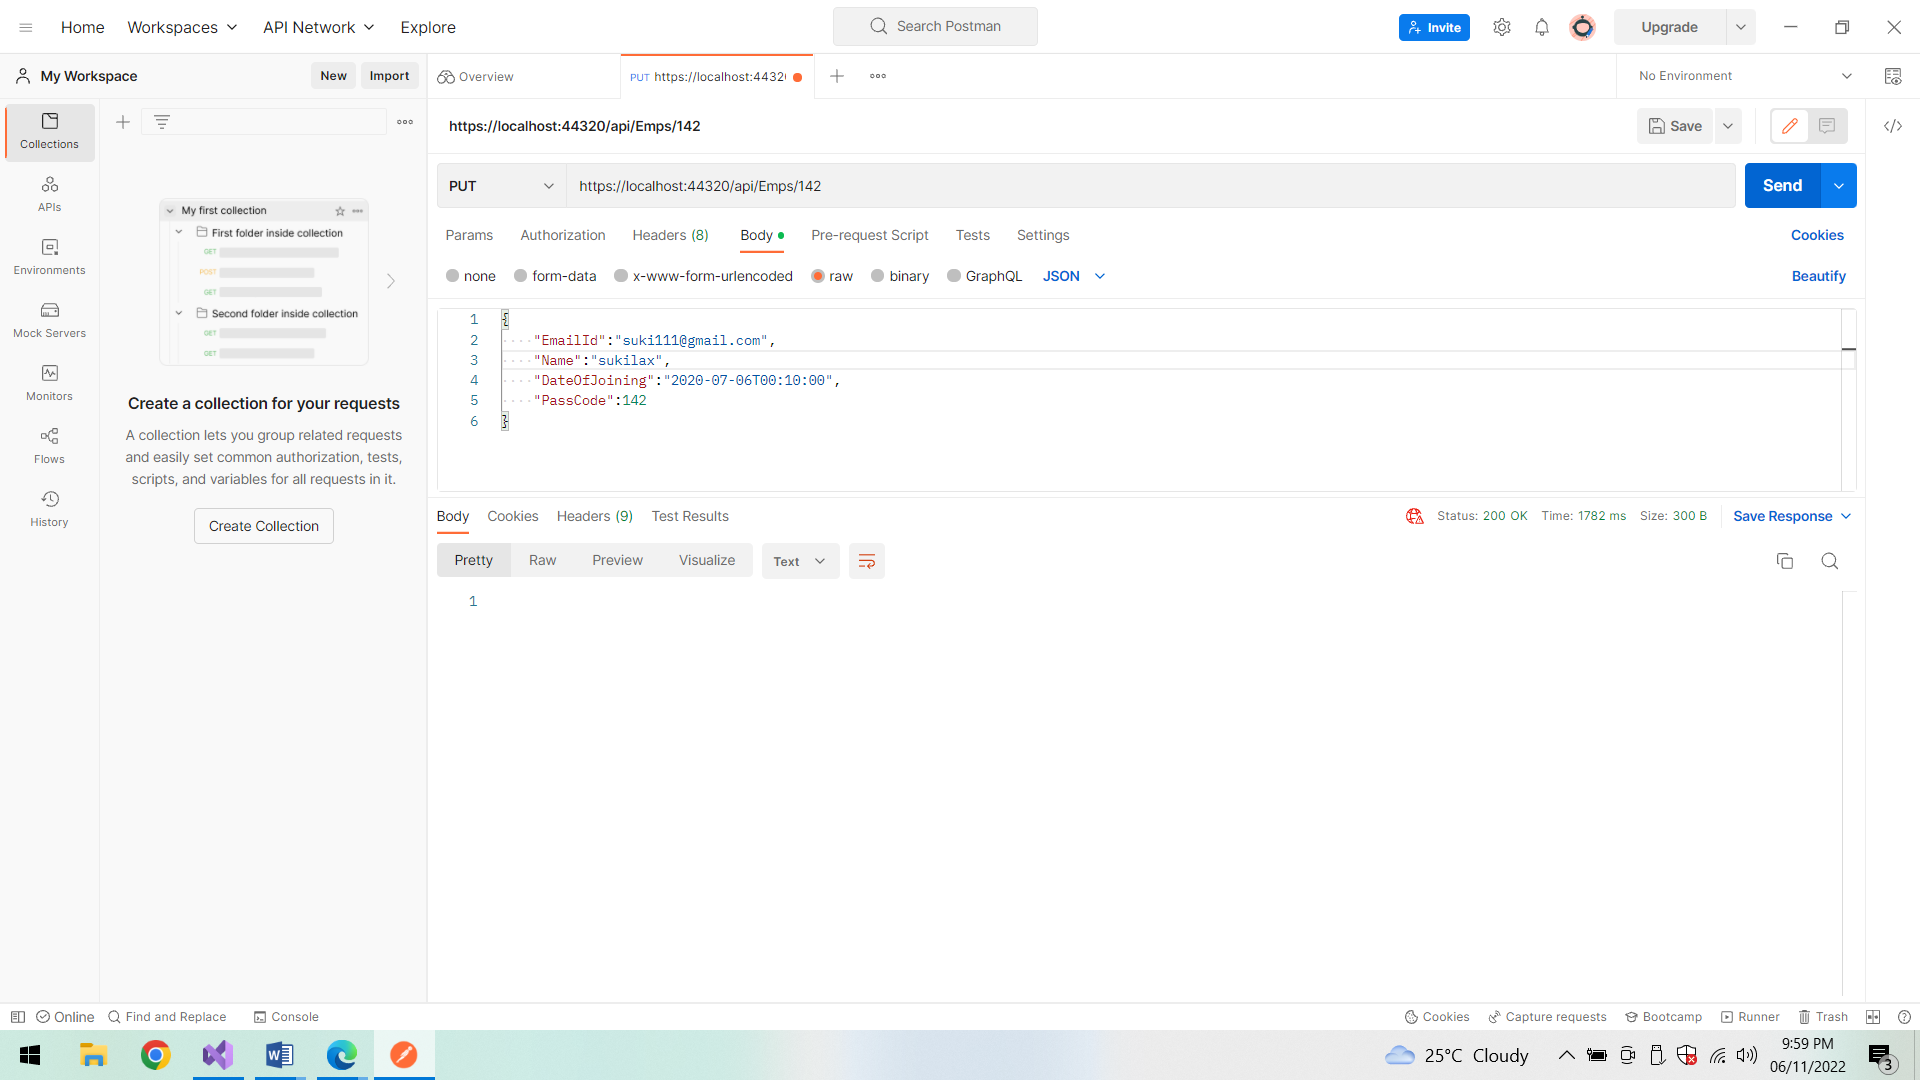 Home Workspaces API Network Explore Search Postman Invite Upgrade
My Workspace New Import Overview PUT https://localhost:4432 No Environment
Collections
APIs
Environments
Mock Servers
Monitors
Flows
History
My first collection
First folder inside collection
GET
POST
GET
Second folder inside collection
GET
GET
Create a collection for your requests
A collection lets you group related requests
and easily set common authorization, tests,
scripts, and variables for all requests in it.
Create Collection
https://localhost:44320/api/Emps/142 Save
PUT https://localhost:44320/api/Emps/142 Send
Params Authorization Headers (8) Body Pre-request Script Tests Settings Cookies
none form-data x-www-form-urlencoded raw binary GraphQL JSON Beautify
1 {
2 "EmailId":"suki111@gmail.com",
3 "Name":"sukilax",
4 "DateOfJoining":"2020-07-06T00:10:00",
5 "PassCode":142
6 }
Body Cookies Headers (9) Test Results Status: 200 OK Time: 1782 ms Size: 300 B Save Response
Pretty Raw Preview Visualize Text
1
Online Find and Replace Console Cookies Capture requests Bootcamp Runner Trash
25°C Cloudy 9:59 PM
06/11/2022 3